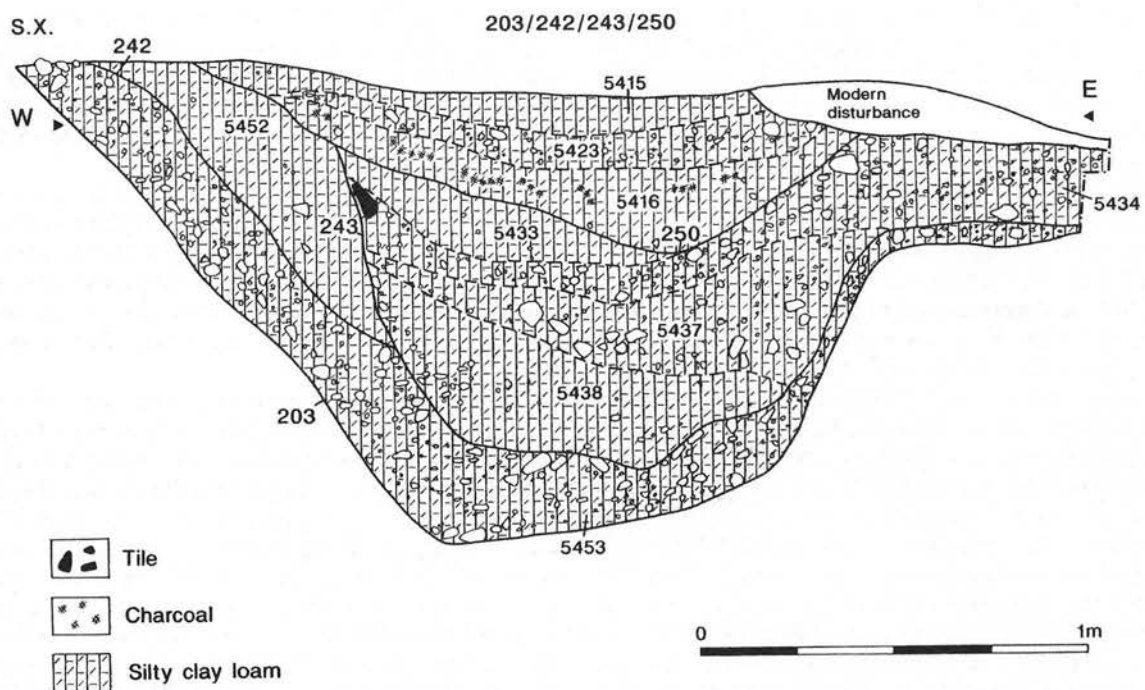 S.X.
203/242/243/250
242
5415
Modern
disturbance
E
W
5452
5423
5416
5434
243
5433
250
5437
5438
203
5453
Tile
Charcoal
Silty clay loam
0
1m